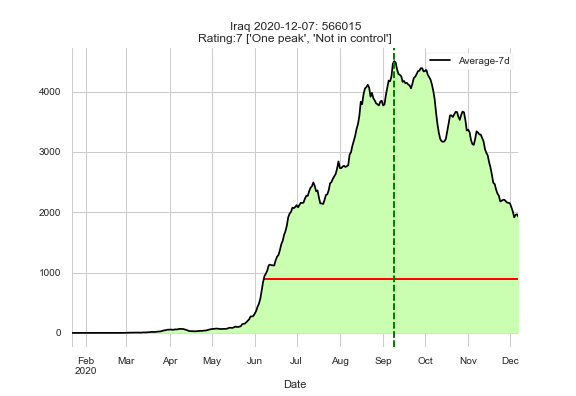 Iraq 2020-12-07: 566015
Rating:7 ['One peak', 'Not in control']
Average-7d
4000
3000
2000
1000
0
Feb Mar Apr May Jun Jul Aug Sep Oct Nov Dec
2020
Date